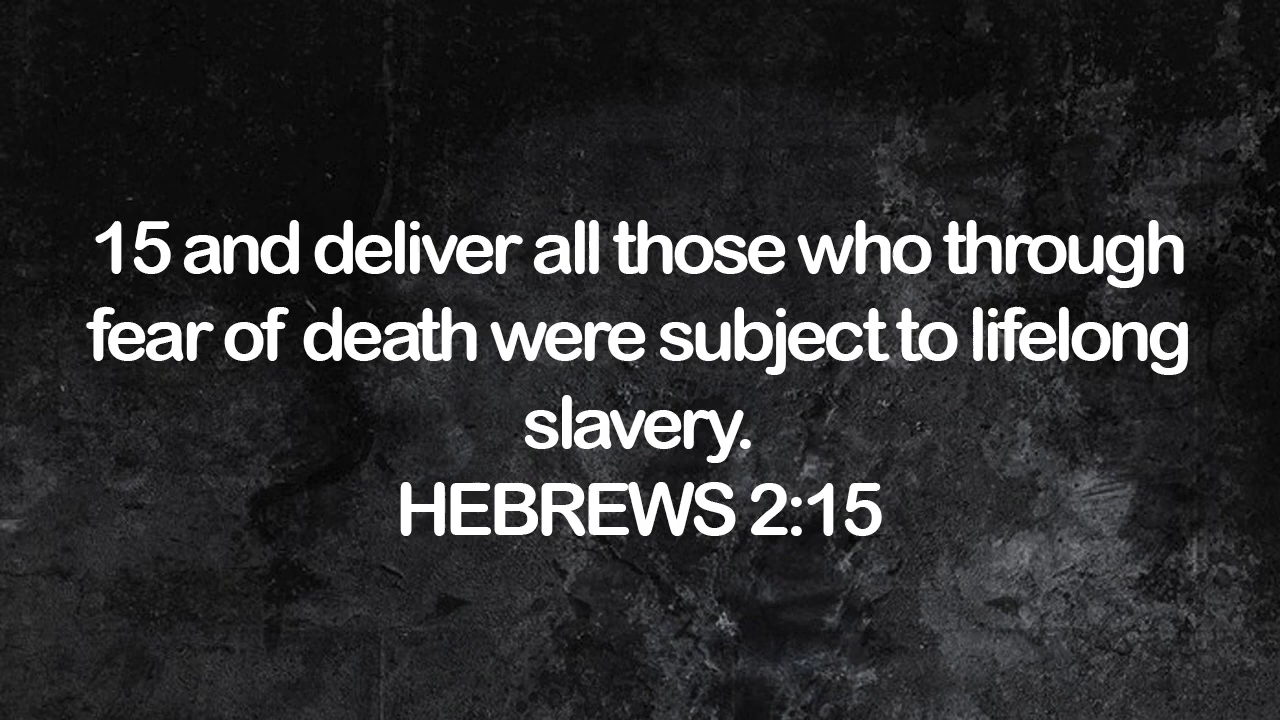 15 and deliver all those who through
fear of death were subject to lifelong
slavery.
HEBREWS 2:15